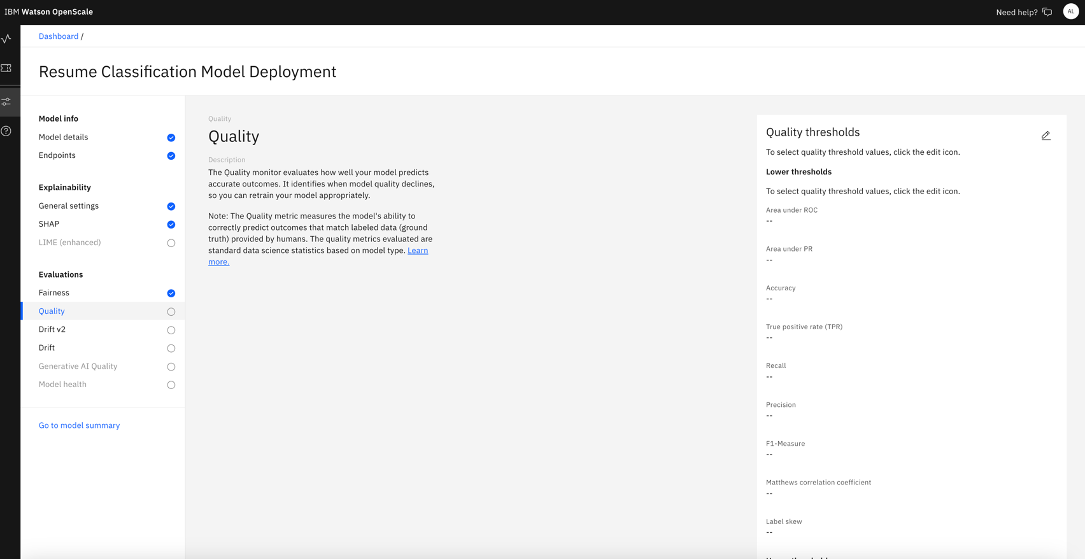 IBM Watson OpenScale
Need help?
AL
Dashboard /
Resume Classification Model Deployment
Model info
Model details
Endpoints
Explainability
General settings
SHAP
LIME (enhanced)
Evaluations
Fairness
Quality
Drift v2
Drift
Generative AI Quality
Model health
Go to model summary
Quality
Quality
Description
The Quality monitor evaluates how well your model predicts
accurate outcomes. It identifies when model quality declines,
so you can retrain your model appropriately.
Note: The Quality metric measures the model's ability to
correctly predict outcomes that match labeled data (ground
truth) provided by humans. The quality metrics evaluated are
standard data science statistics based on model type. Learn
more.
Quality thresholds
To select quality threshold values, click the edit icon.
Lower thresholds
To select quality threshold values, click the edit icon.
Area under ROC
--
Area under PR
--
Accuracy
--
True positive rate (TPR)
--
Recall
--
Precision
--
F1-Measure
--
Matthews correlation coefficient
--
Label skew
--